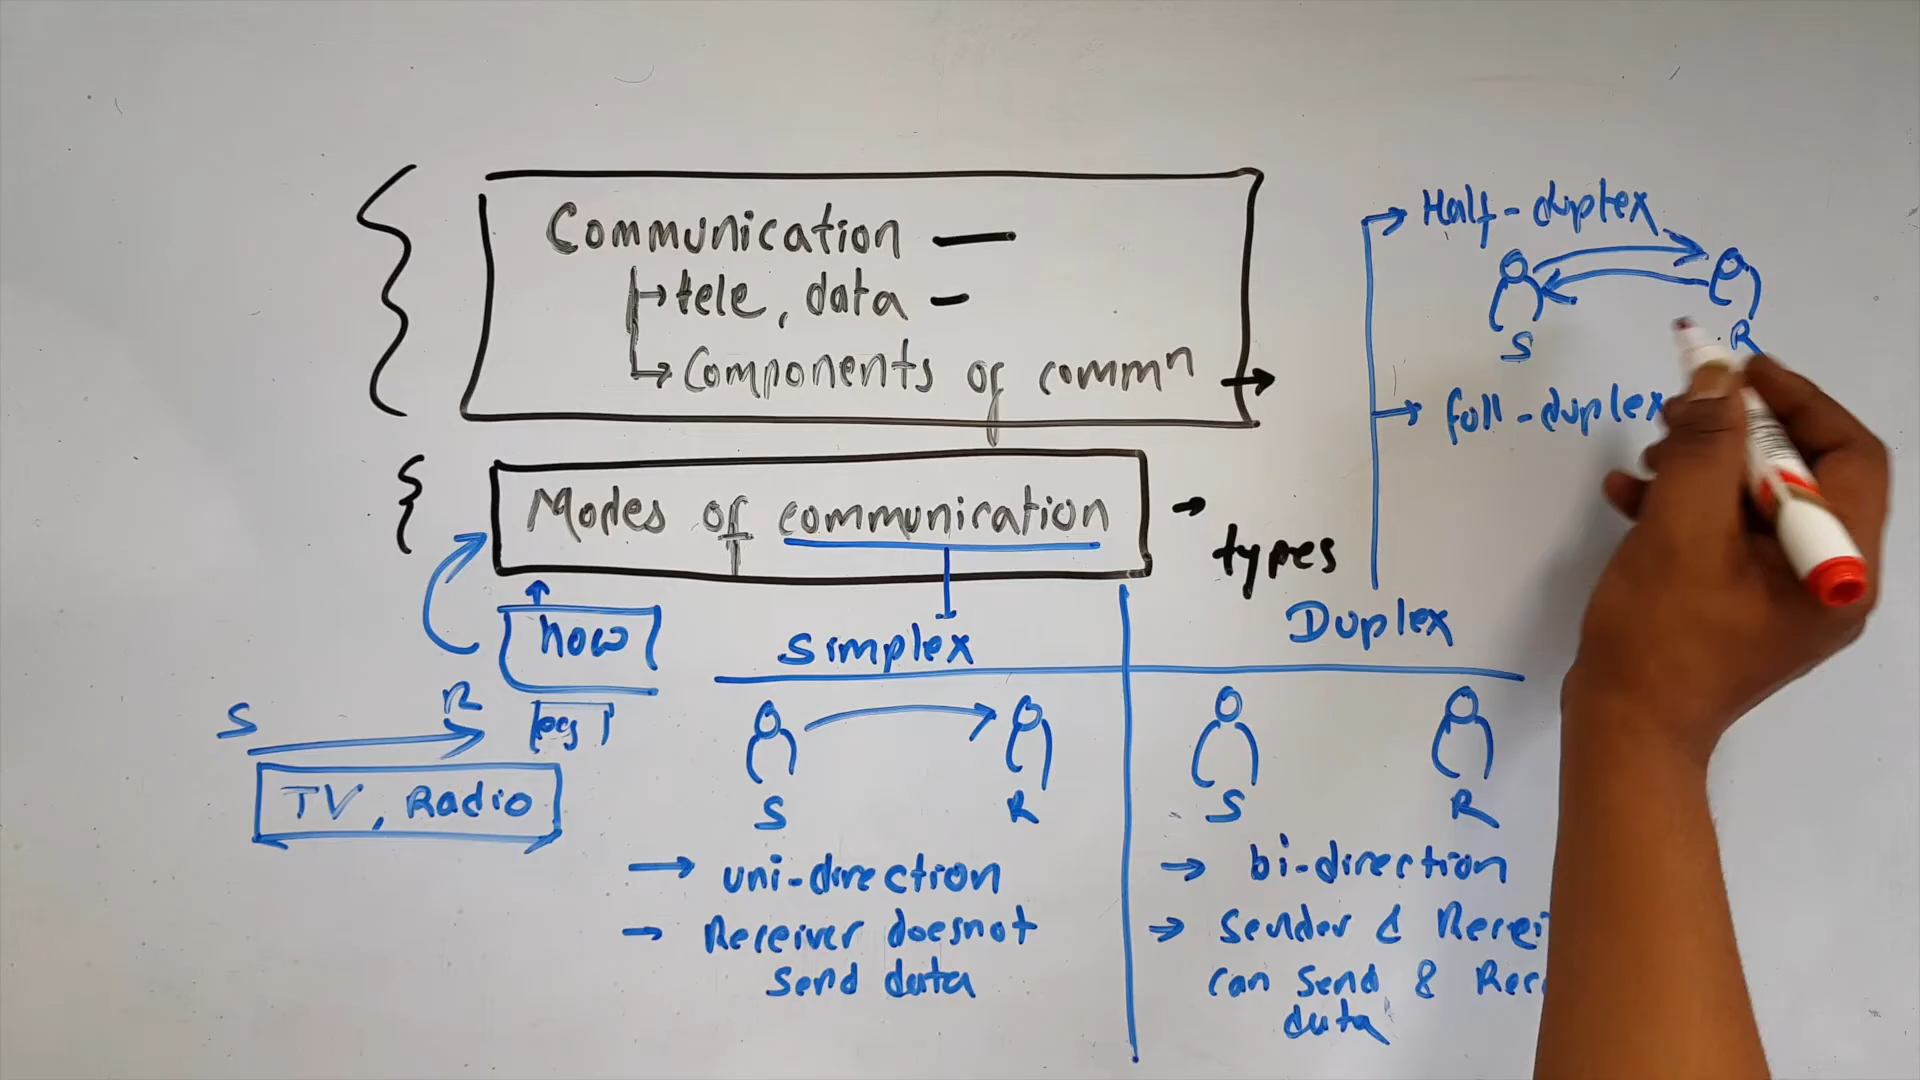 Communication —
→ tele, data –
→ Components of commn →
Modes of communication → types
how
S R
egs
TV, Radio
Simplex
S R
→ uni-direction
→ Receiver doesnot
send data
Duplex
S R
→ bi-direction
→ Sender & Recei
can send & Rec
data
→ Half-duplex
S R
→ full-duplex